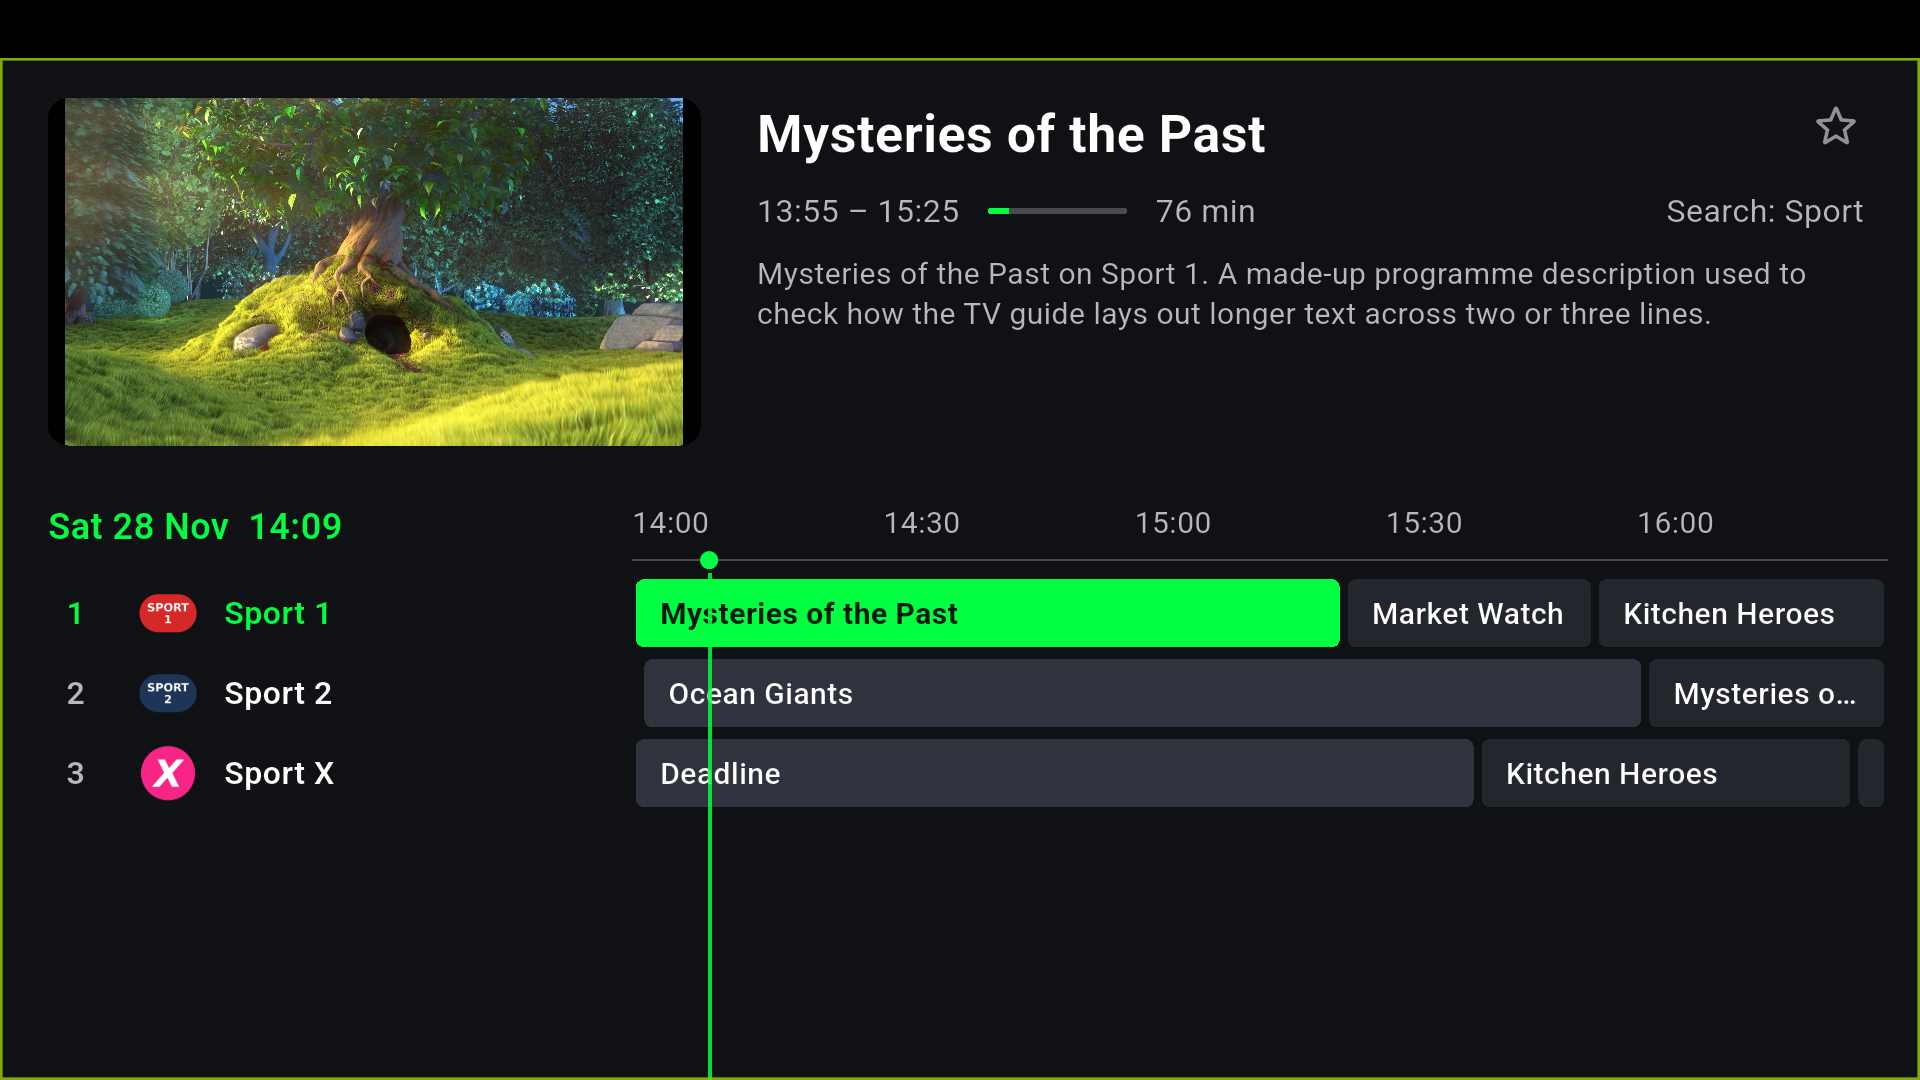 Mysteries of the Past
13:55 – 15:25 76 min Search: Sport
Mysteries of the Past on Sport 1. A made-up programme description used to
check how the TV guide lays out longer text across two or three lines.
Sat 28 Nov 14:09 14:00 14:30 15:00 15:30 16:00
1 SPORT 1 Sport 1 Mysteries of the Past Market Watch Kitchen Heroes
2 SPORT 2 Sport 2 Ocean Giants Mysteries o...
3 X Sport X Deadline Kitchen Heroes